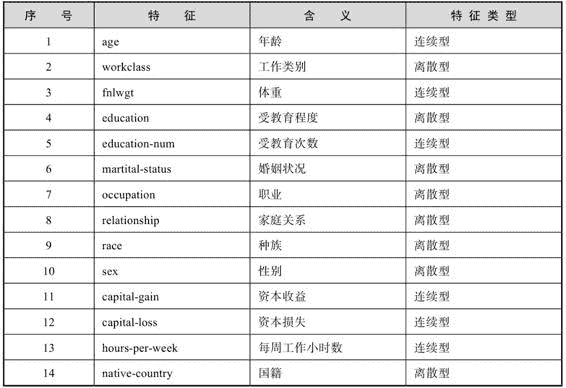 序 号 特 征 含 义 特 征 类 型
1 age 年龄 连续型
2 workclass 工作类别 离散型
3 fnlwgt 体重 连续型
4 education 受教育程度 离散型
5 education-num 受教育次数 连续型
6 martital-status 婚姻状况 离散型
7 occupation 职业 离散型
8 relationship 家庭关系 离散型
9 race 种族 离散型
10 sex 性别 离散型
11 capital-gain 资本收益 连续型
12 capital-loss 资本损失 连续型
13 hours-per-week 每周工作小时数 连续型
14 native-country 国籍 离散型